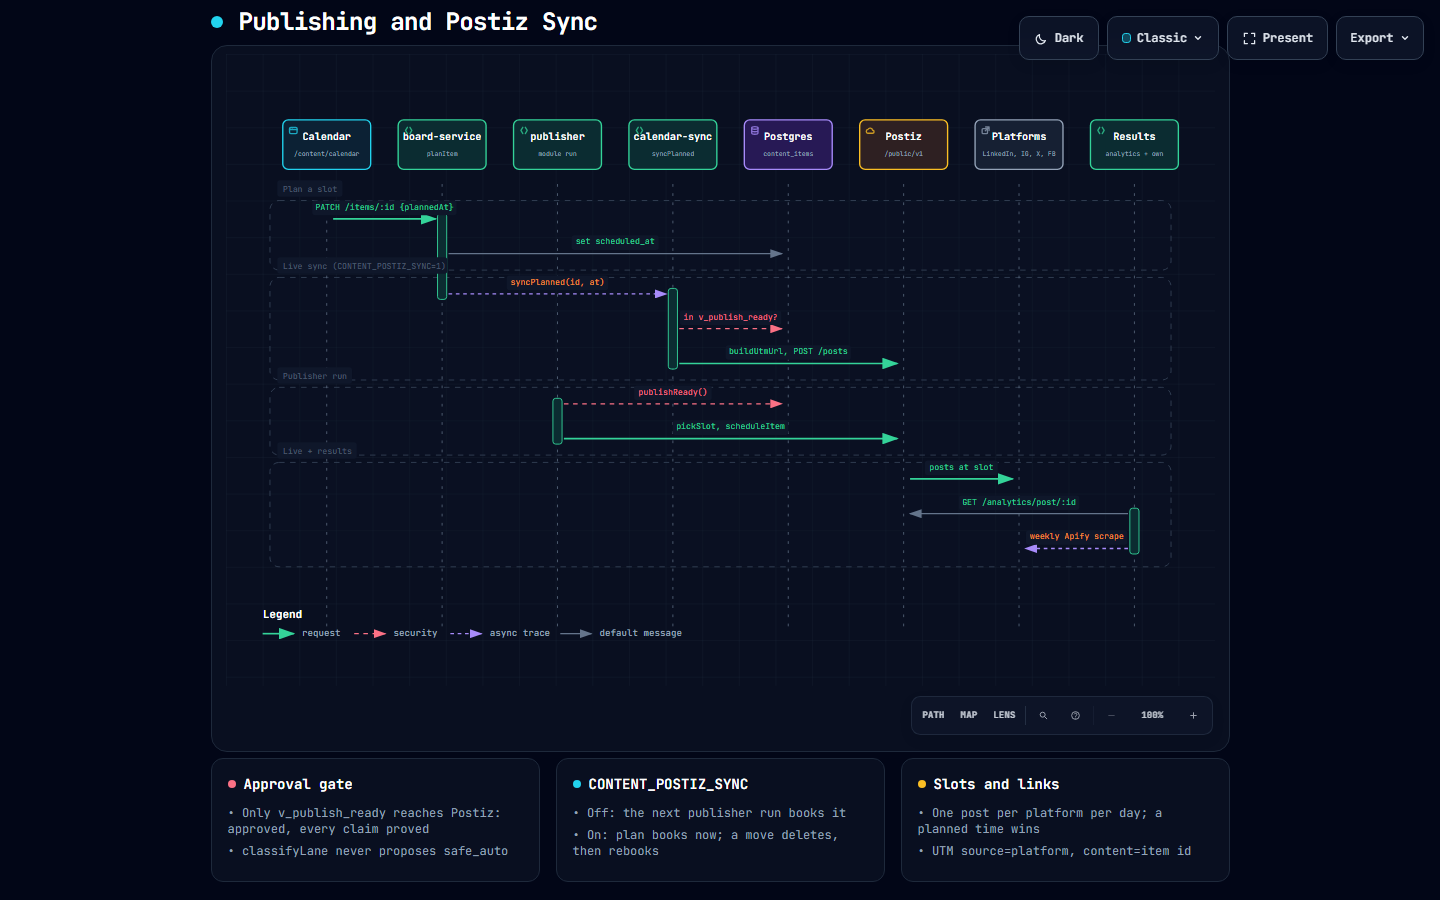 Publishing and Postiz Sync
Dark
Classic
Present
Export
Calendar
/content/calendar
board-service
planItem
publisher
module run
calendar-sync
syncPlanned
Postgres
content_items
Postiz
/public/v1
Platforms
LinkedIn, IG, X, FB
Results
analytics + gen
Plan a slot
PATCH /items/:id {plannedAt}
set scheduled_at
Live sync (CONTENT_POSTIZ_SYNC=1)
syncPlanned(id, at)
in v_publish_ready?
buildUtmUrl, POST /posts
Publisher run
publishReady()
pickSlot, scheduleItem
Live + results
posts at slot
GET /analytics/post/:id
weekly Apify scrape
Legend
request
security
async trace
default message
PATH
MAP
LENS
100%
Approval gate
• Only v_publish_ready reaches Postiz:
approved, every claim proved
• classifyLane never proposes safe_auto
CONTENT_POSTIZ_SYNC
• Off: the next publisher run books it
• On: plan books now; a move deletes,
then rebooks
Slots and links
• One post per platform per day; a
planned time wins
• UTM source=platform, content=item id